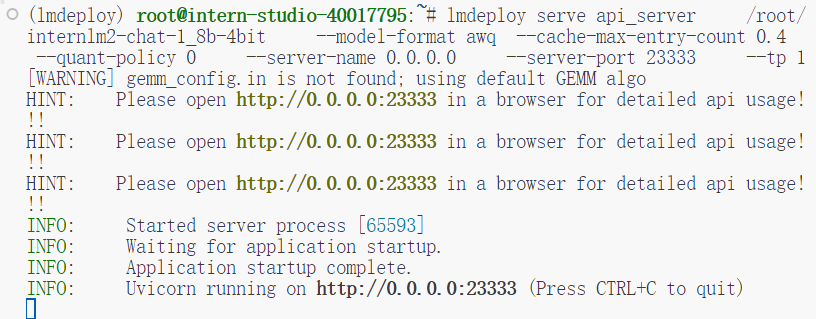 (lmdeploy) root@intern-studio-40017795:~# lmdeploy serve api_server    /root/
internlm2-chat-1_8b-4bit    --model-format awq  --cache-max-entry-count 0.4
 --quant-policy 0    --server-name 0.0.0.0    --server-port 23333    --tp 1
[WARNING] gemm_config.in is not found; using default GEMM algo
HINT:    Please open http://0.0.0.0:23333 in a browser for detailed api usage!
!!
HINT:    Please open http://0.0.0.0:23333 in a browser for detailed api usage!
!!
HINT:    Please open http://0.0.0.0:23333 in a browser for detailed api usage!
!!
INFO:     Started server process [65593]
INFO:     Waiting for application startup.
INFO:     Application startup complete.
INFO:     Uvicorn running on http://0.0.0.0:23333 (Press CTRL+C to quit)